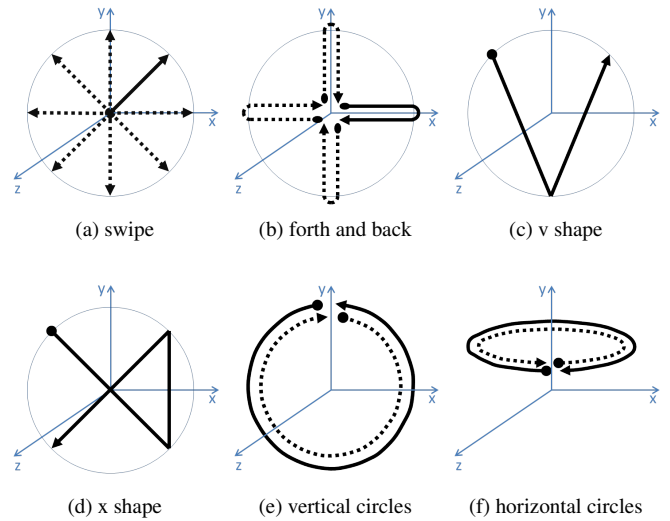 y y y
x x x
z z z
(a) swipe (b) forth and back (c) v shape
y y y
x x x
z z z
(d) x shape (e) vertical circles (f) horizontal circles